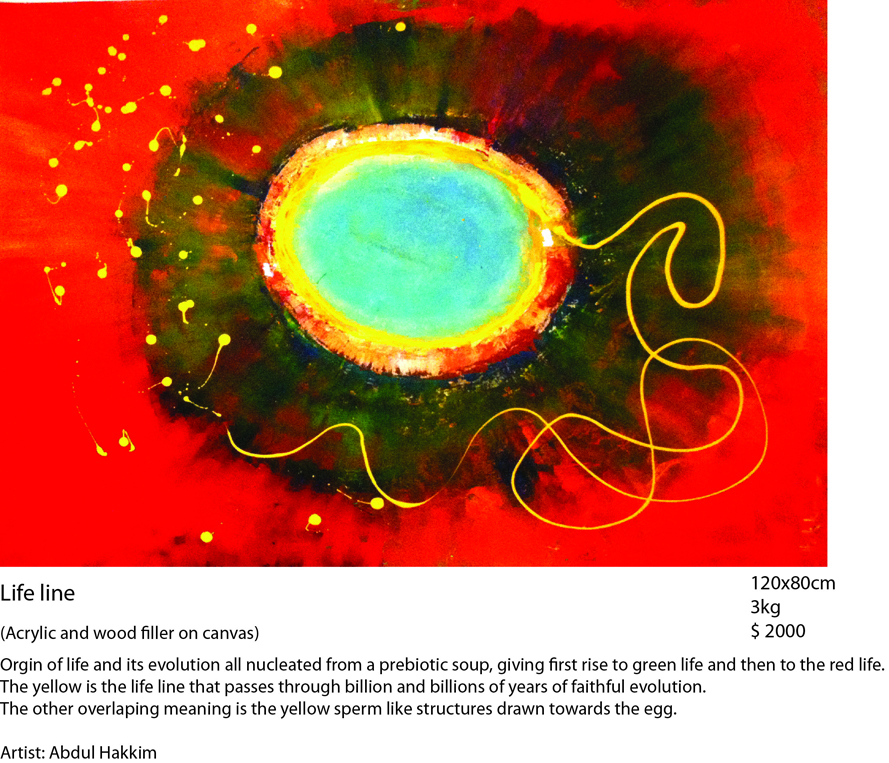 Life line
120x80cm
3kg
$ 2000
(Acrylic and wood filler on canvas)
Orgin of life and its evolution all nucleated from a prebiotic soup, giving first rise to green life and then to the red life.
The yellow is the life line that passes through billion and billions of years of faithful evolution.
The other overlaping meaning is the yellow sperm like structures drawn towards the egg.
Artist: Abdul Hakkim